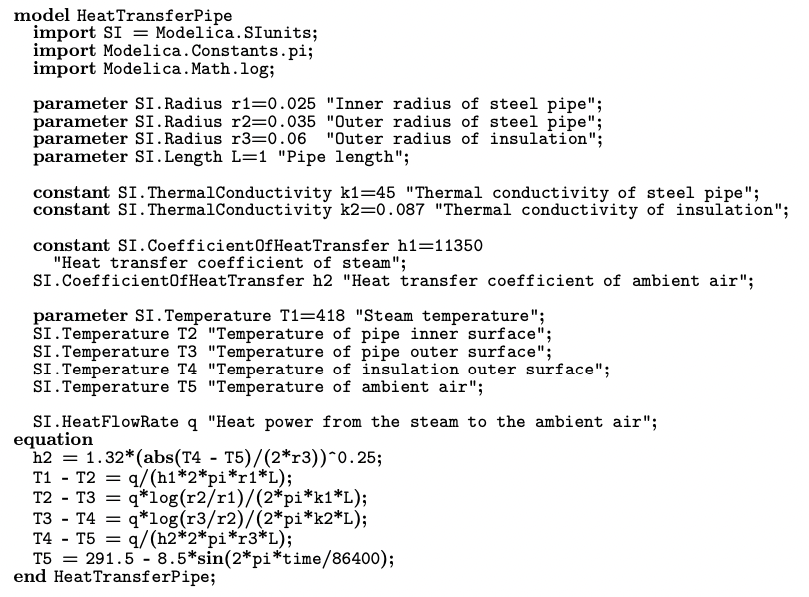 model HeatTransferPipe
import SI = Modelica.SIunits;
import Modelica.Constants.pi;
import Modelica.Math.log;
parameter SI.Radius r1=0.025 "Inner radius of steel pipe";
parameter SI.Radius r2=0.035 "Outer radius of steel pipe";
parameter SI.Radius r3=0.06 "Outer radius of insulation";
parameter SI.Length L=1 "Pipe length";
constant SI.ThermalConductivity k1=45 "Thermal conductivity of steel pipe";
constant SI.ThermalConductivity k2=0.087 "Thermal conductivity of insulation";
constant SI.CoefficientOfHeatTransfer h1=11350
"Heat transfer coefficient of steam";
SI.CoefficientOfHeatTransfer h2 "Heat transfer coefficient of ambient air";
parameter SI.Temperature T1=418 "Steam temperature";
SI.Temperature T2 "Temperature of pipe inner surface";
SI.Temperature T3 "Temperature of pipe outer surface";
SI.Temperature T4 "Temperature of insulation outer surface";
SI.Temperature T5 "Temperature of ambient air";
SI.HeatFlowRate q "Heat power from the steam to the ambient air";
equation
h2 = 1.32*(abs(T4 - T5)/(2*r3))^0.25;
T1 - T2 = q/(h1*2*pi*r1*L);
T2 - T3 = q*log(r2/r1)/(2*pi*k1*L);
T3 - T4 = q*log(r3/r2)/(2*pi*k2*L);
T4 - T5 = q/(h2*2*pi*r3*L);
T5 = 291.5 - 8.5*sin(2*pi*time/86400);
end HeatTransferPipe;